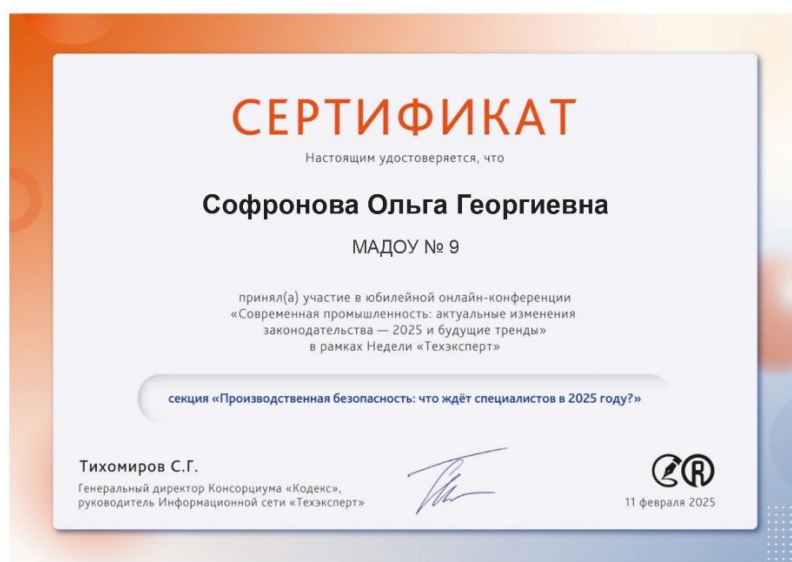 СЕРТИФИКАТ
Настоящим удостоверяется, что
Софронова Ольга Георгиевна
МАДОУ № 9
принял(а) участие в юбилейной онлайн-конференции
«Современная промышленность: актуальные изменения
законодательства — 2025 и будущие тренды»
в рамках Недели «Техэксперт»
секция «Производственная безопасность: что ждёт специалистов в 2025 году?»
Тихомиров С.Г.
Генеральный директор Консорциума «Кодекс»,
руководитель Информационной сети «Техэксперт»
11 февраля 2025